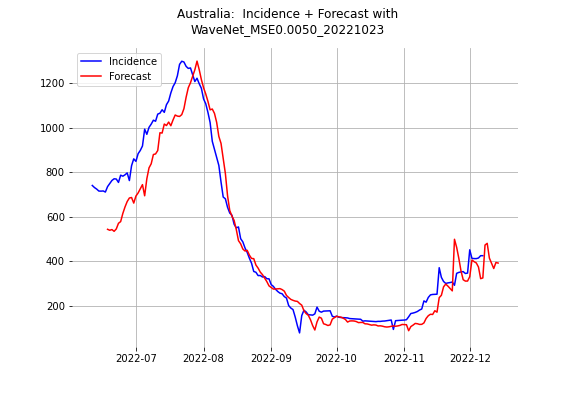 Australia:  Incidence + Forecast with
WaveNet_MSE0.0050_20221023
Incidence
Forecast
1200
1000
800
600
400
200
2022-07 2022-08 2022-09 2022-10 2022-11 2022-12